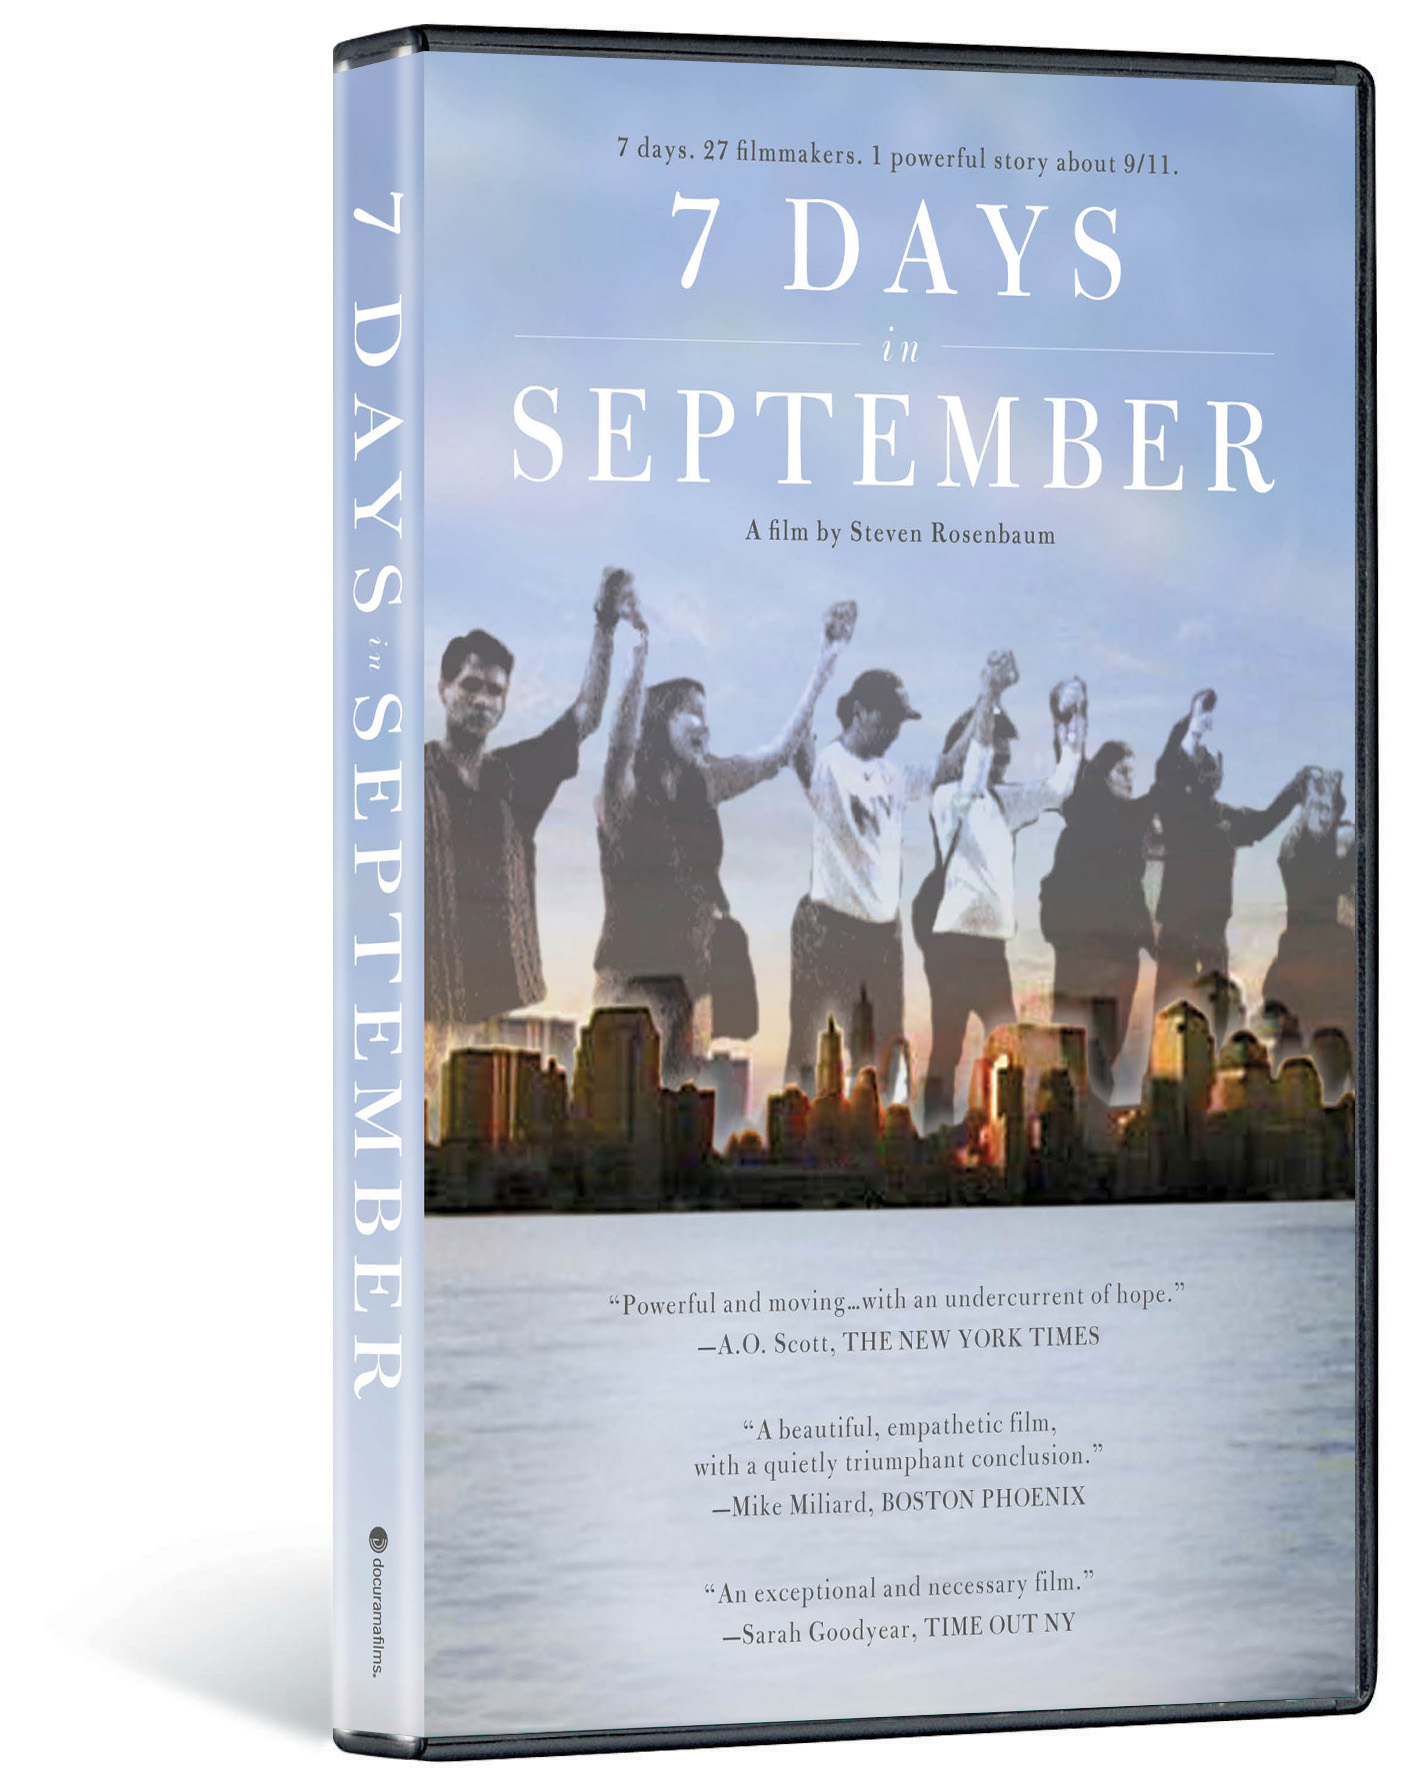 7 DAYS in SEPTEMBER
docuramafilms.
7 days. 27 filmmakers. 1 powerful story about 9/11.
7 DAYS
in
SEPTEMBER
A film by Steven Rosenbaum
NY
“Powerful and moving...with an undercurrent of hope.”
—A.O. Scott, THE NEW YORK TIMES
“A beautiful, empathetic film,
with a quietly triumphant conclusion.”
—Mike Miliard, BOSTON PHOENIX
“An exceptional and necessary film.”
—Sarah Goodyear, TIME OUT NY